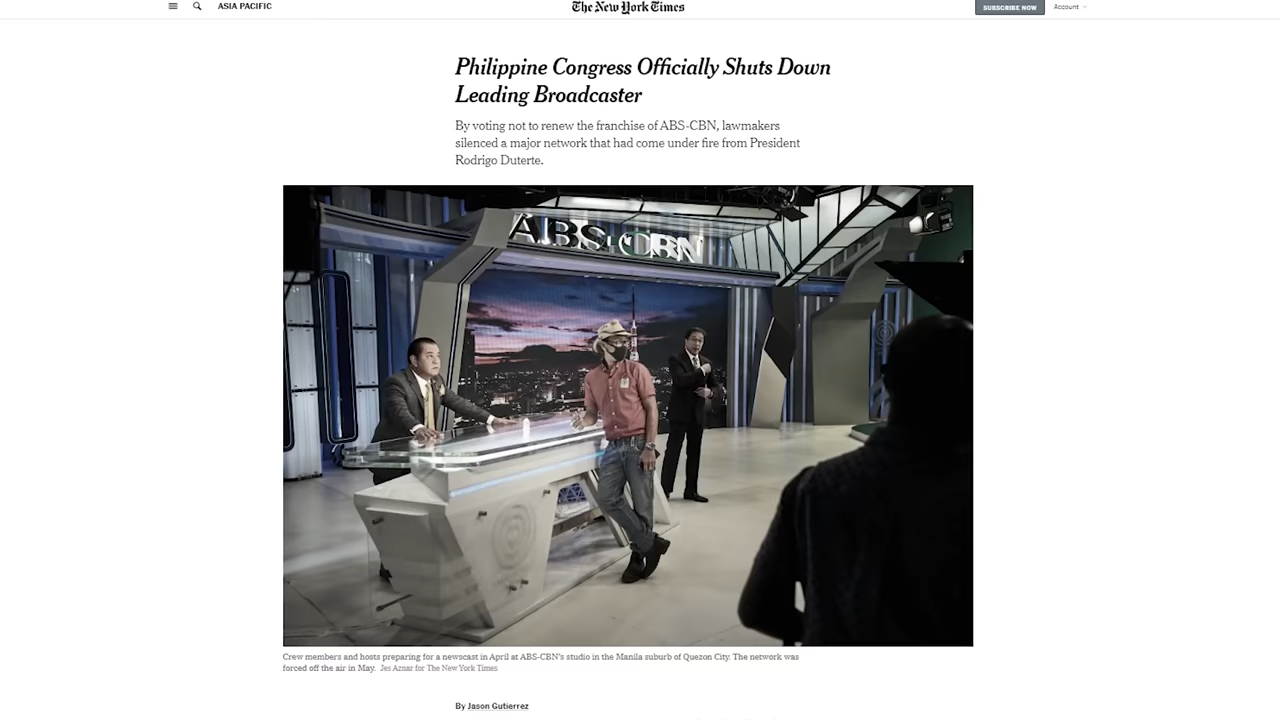 ASIA PACIFIC
The New York Times
SUBSCRIBE NOW
Account
Philippine Congress Officially Shuts Down
Leading Broadcaster
By voting not to renew the franchise of ABS-CBN, lawmakers
silenced a major network that had come under fire from President
Rodrigo Duterte.
ABS-CBN
Crew members and hosts preparing for a newscast in April at ABS-CBN's studio in the Manila suburb of Quezon City. The network was
forced off the air in May. Jes Aznar for The New York Times
By Jason Gutierrez